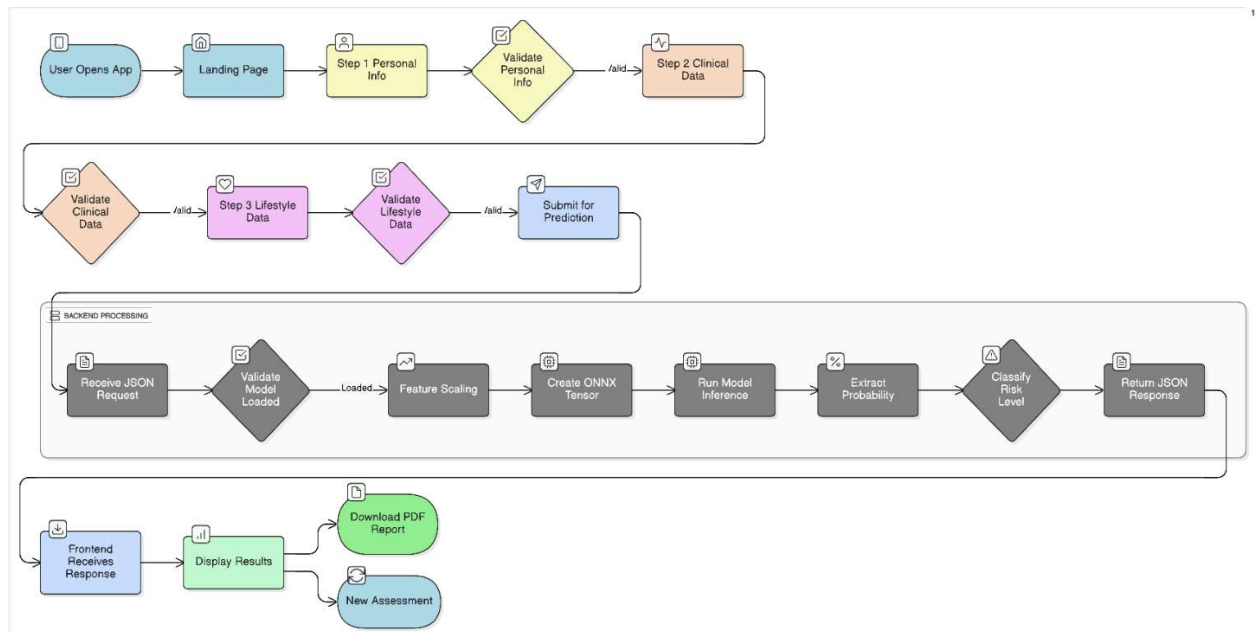 1
User Opens App
Landing Page
Step 1 Personal
Info
Validate
Personal
Info
Valid
Step 2 Clinical
Data
Validate
Clinical
Data
Valid
Step 3 Lifestyle
Data
Validate
Lifestyle
Data
Valid
Submit for
Prediction
BACKEND PROCESSING
Receive JSON
Request
Validate
Model
Loaded
Loaded
Feature Scaling
Create ONNX
Tensor
Run Model
Inference
Extract
Probability
Classify
Risk
Level
Return JSON
Response
Frontend
Receives
Response
Display Results
Download PDF
Report
New Assessment